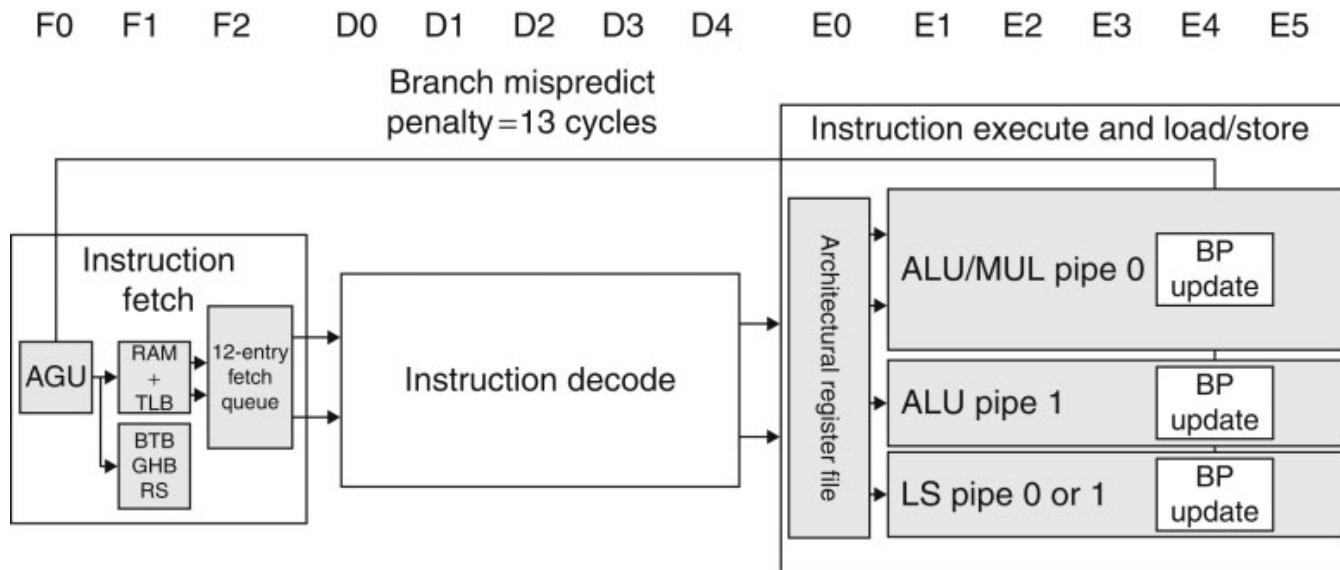 F0 F1 F2 D0 D1 D2 D3 D4 E0 E1 E2 E3 E4 E5
Branch mispredict
penalty=13 cycles
Instruction execute and load/store
Instruction
fetch
AGU
RAM
+
TLB
BTB
GHB
RS
12-entry
fetch
queue
Instruction decode
Architectural register file
ALU/MUL pipe 0
BP
update
ALU pipe 1
BP
update
LS pipe 0 or 1
BP
update